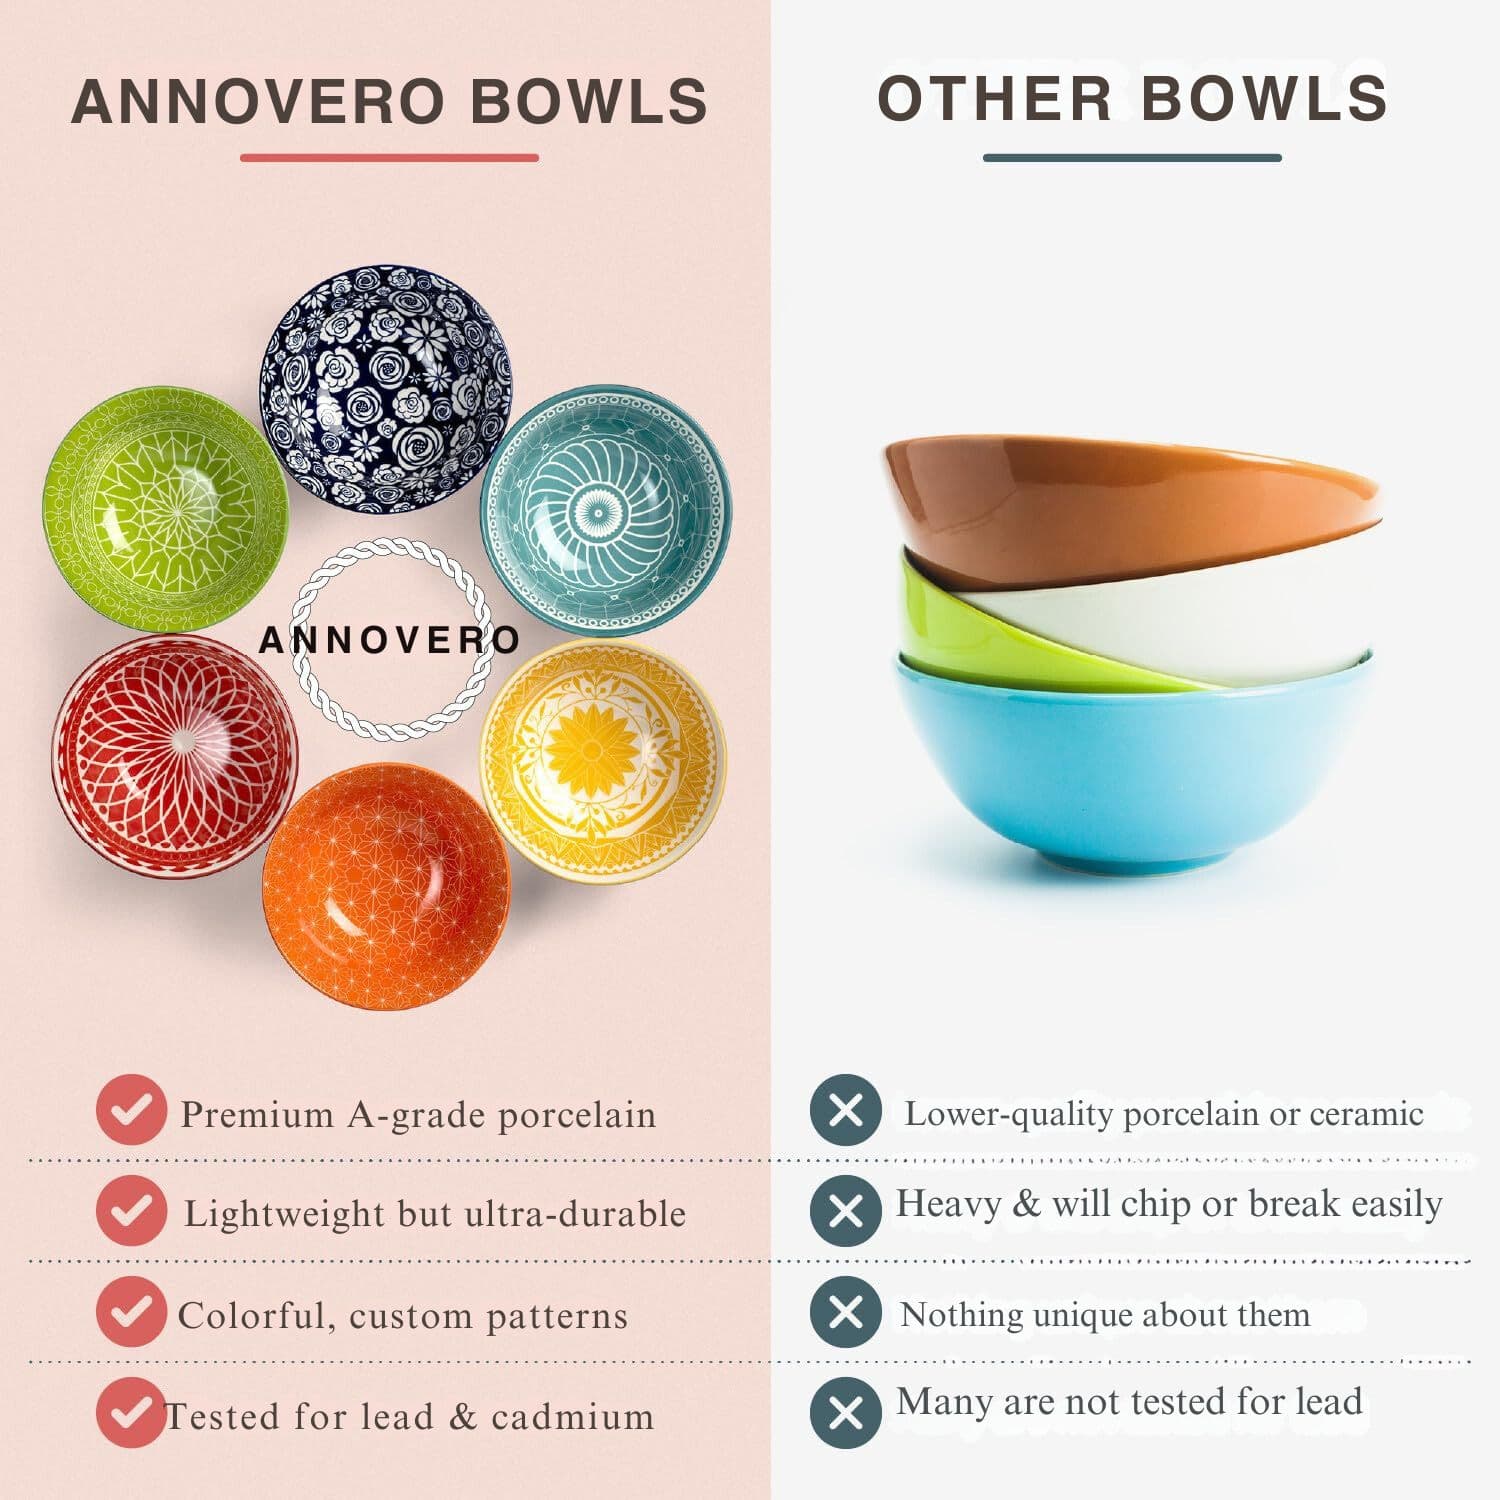 ANNOVERO BOWLS
OTHER BOWLS
ANNOVERO
Premium A-grade porcelain
Lower-quality porcelain or ceramic
Lightweight but ultra-durable
Heavy & will chip or break easily
Colorful, custom patterns
Nothing unique about them
Tested for lead & cadmium
Many are not tested for lead